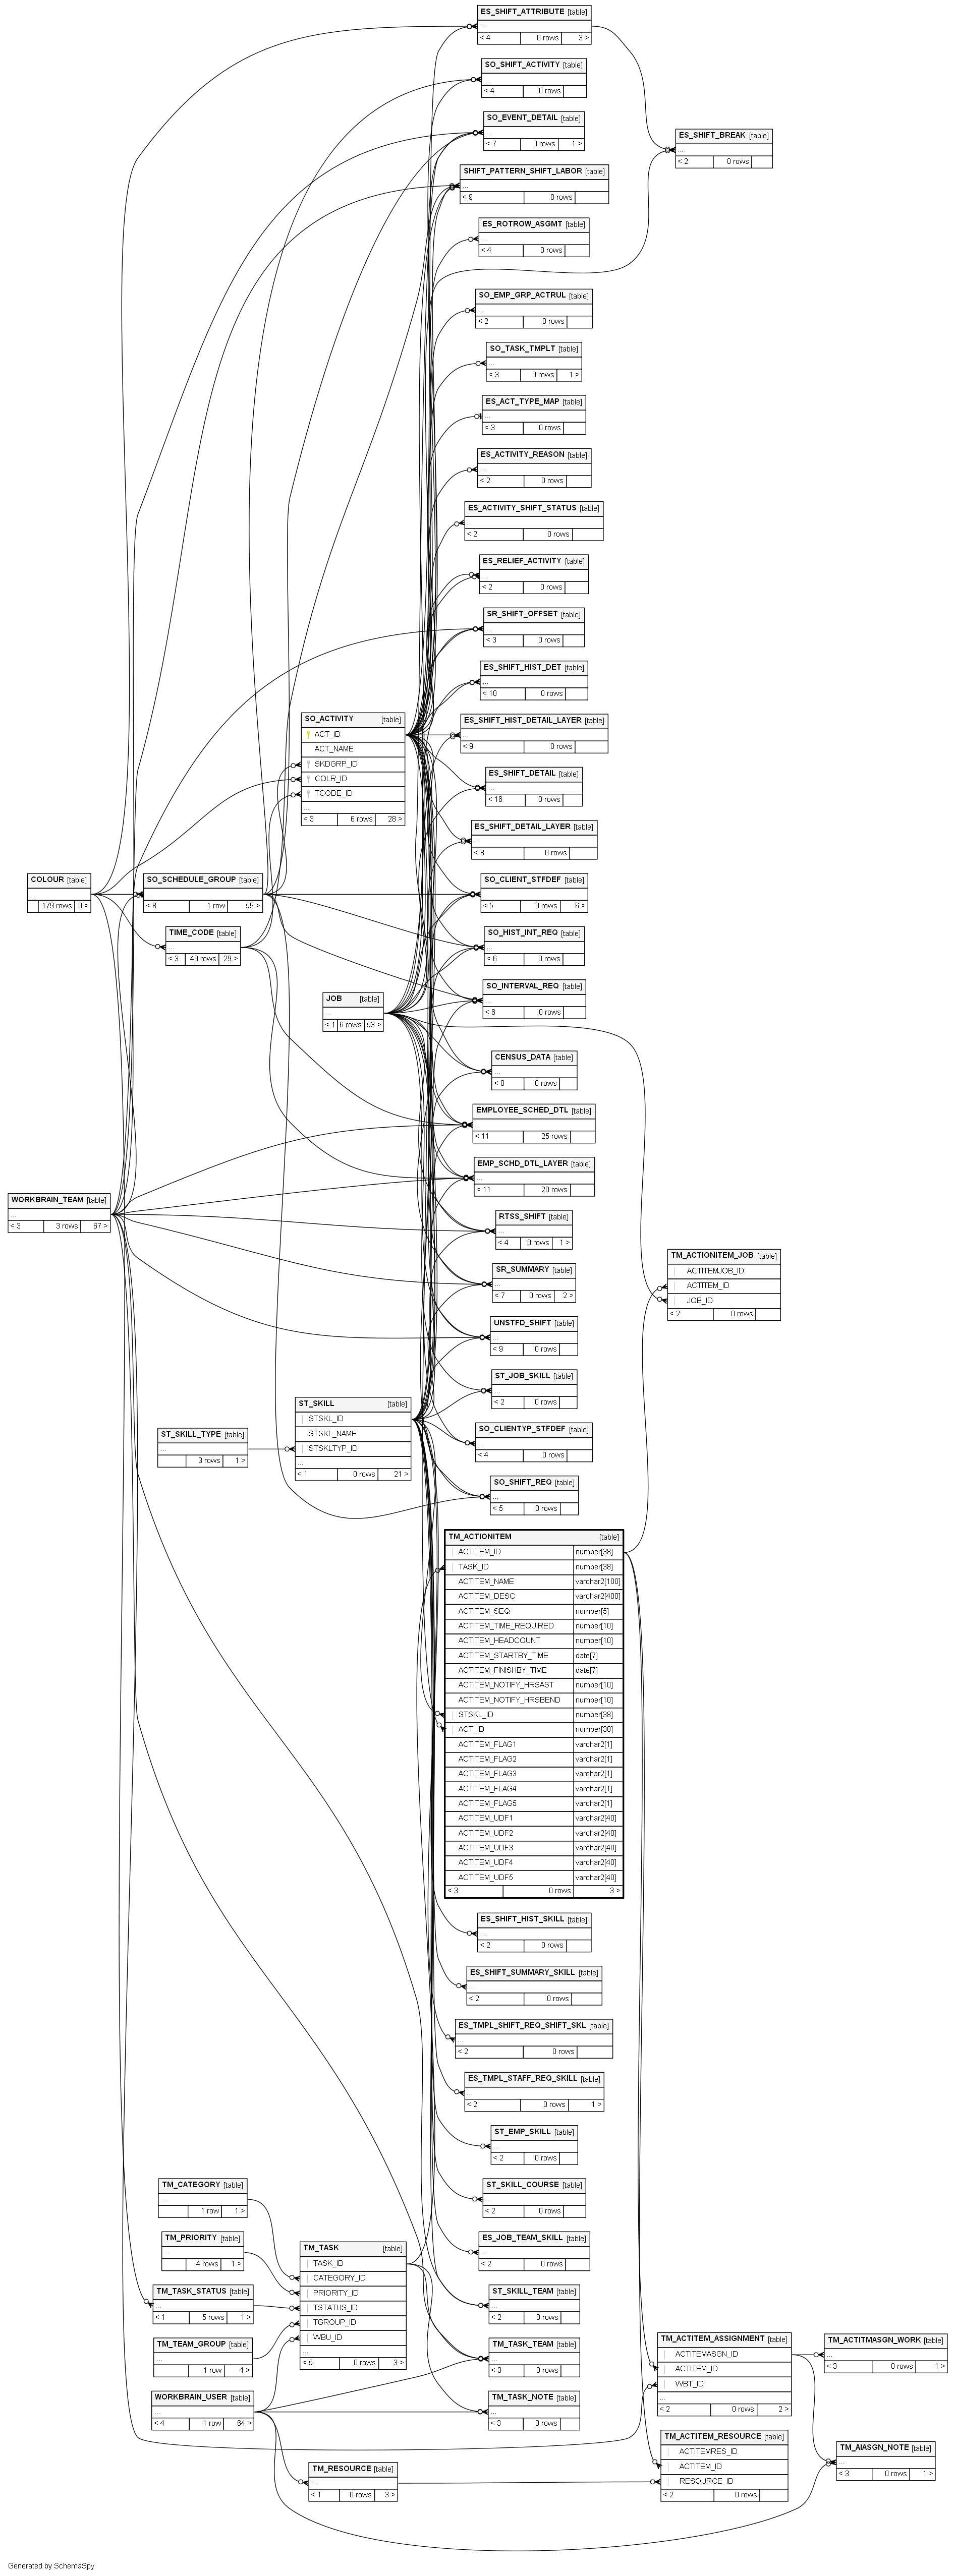 ES_SHIFT_ATTRIBUTE [table]
...
< 4 0 rows 3 >
SO_SHIFT_ACTIVITY [table]
...
< 4 0 rows
SO_EVENT_DETAIL [table]
...
< 7 0 rows 1 >
ES_SHIFT_BREAK [table]
...
< 2 0 rows
SHIFT_PATTERN_SHIFT_LABOR [table]
...
< 9 0 rows
ES_ROTROW_ASGMT [table]
...
< 4 0 rows
SO_EMP_GRP_ACTRUL [table]
...
< 2 0 rows
SO_TASK_TMPLT [table]
...
< 3 0 rows 1 >
ES_ACT_TYPE_MAP [table]
...
< 3 0 rows
ES_ACTIVITY_REASON [table]
...
< 2 0 rows
ES_ACTIVITY_SHIFT_STATUS [table]
...
< 2 0 rows
ES_RELIEF_ACTIVITY [table]
...
< 2 0 rows
SR_SHIFT_OFFSET [table]
...
< 3 0 rows
ES_SHIFT_HIST_DET [table]
...
< 10 0 rows
SO_ACTIVITY [table]
ACT_ID
ACT_NAME
SKDGRP_ID
COLR_ID
TCODE_ID
...
< 3 6 rows 28 >
ES_SHIFT_HIST_DETAIL_LAYER [table]
...
< 9 0 rows
ES_SHIFT_DETAIL [table]
...
< 16 0 rows
ES_SHIFT_DETAIL_LAYER [table]
...
< 8 0 rows
COLOUR [table]
...
179 rows 9 >
SO_SCHEDULE_GROUP [table]
...
< 8 1 row 59 >
SO_CLIENT_STFDEF [table]
...
< 5 0 rows 6 >
TIME_CODE [table]
...
< 3 49 rows 29 >
SO_HIST_INT_REQ [table]
...
< 6 0 rows
SO_INTERVAL_REQ [table]
...
< 6 0 rows
JOB [table]
...
< 1 6 rows 53 >
CENSUS_DATA [table]
...
< 8 0 rows
EMPLOYEE_SCHED_DTL [table]
...
< 11 25 rows
EMP_SCHD_DTL_LAYER [table]
...
< 11 20 rows
WORKBRAIN_TEAM [table]
...
< 3 3 rows 67 >
RTSS_SHIFT [table]
...
< 4 0 rows 1 >
TM_ACTIONITEM_JOB [table]
ACTITEMJOB_ID
ACTITEM_ID
JOB_ID
< 2 0 rows
SR_SUMMARY [table]
...
< 7 0 rows 2 >
UNSTFD_SHIFT [table]
...
< 9 0 rows
ST_JOB_SKILL [table]
...
< 2 0 rows
ST_SKILL [table]
STSKL_ID
STSKL_NAME
STSKLTYP_ID
...
< 1 0 rows 21 >
ST_SKILL_TYPE [table]
...
3 rows 1 >
SO_CLIENTYP_STFDEF [table]
...
< 4 0 rows
SO_SHIFT_REQ [table]
...
< 5 0 rows
TM_ACTIONITEM [table]
ACTITEM_ID number[38]
TASK_ID number[38]
ACTITEM_NAME varchar2[100]
ACTITEM_DESC varchar2[400]
ACTITEM_SEQ number[5]
ACTITEM_TIME_REQUIRED number[10]
ACTITEM_HEADCOUNT number[10]
ACTITEM_STARTBY_TIME date[7]
ACTITEM_FINISHBY_TIME date[7]
ACTITEM_NOTIFY_HRSAST number[10]
ACTITEM_NOTIFY_HRSBEND number[10]
STSKL_ID number[38]
ACT_ID number[38]
ACTITEM_FLAG1 varchar2[1]
ACTITEM_FLAG2 varchar2[1]
ACTITEM_FLAG3 varchar2[1]
ACTITEM_FLAG4 varchar2[1]
ACTITEM_FLAG5 varchar2[1]
ACTITEM_UDF1 varchar2[40]
ACTITEM_UDF2 varchar2[40]
ACTITEM_UDF3 varchar2[40]
ACTITEM_UDF4 varchar2[40]
ACTITEM_UDF5 varchar2[40]
< 3 0 rows 3 >
ES_SHIFT_HIST_SKILL [table]
...
< 2 0 rows
ES_SHIFT_SUMMARY_SKILL [table]
...
< 2 0 rows
ES_TMPL_SHIFT_REQ_SHIFT_SKL [table]
...
< 2 0 rows
ES_TMPL_STAFF_REQ_SKILL [table]
...
< 2 0 rows 1 >
ST_EMP_SKILL [table]
...
< 2 0 rows
ST_SKILL_COURSE [table]
...
< 2 0 rows
TM_CATEGORY [table]
...
1 row 1 >
TM_PRIORITY [table]
...
4 rows 1 >
ES_JOB_TEAM_SKILL [table]
...
< 2 0 rows
TM_TASK [table]
TASK_ID
CATEGORY_ID
PRIORITY_ID
TSTATUS_ID
TGROUP_ID
WBU_ID
...
< 5 0 rows 3 >
TM_TASK_STATUS [table]
...
< 1 5 rows 1 >
ST_SKILL_TEAM [table]
...
< 2 0 rows
TM_TEAM_GROUP [table]
...
1 row 4 >
TM_TASK_TEAM [table]
...
< 3 0 rows
TM_ACTITEM_ASSIGNMENT [table]
ACTITEMASGN_ID
ACTITEM_ID
WBT_ID
...
< 2 0 rows 2 >
TM_ACTITMASGN_WORK [table]
...
< 3 0 rows 1 >
WORKBRAIN_USER [table]
...
< 4 1 row 64 >
TM_TASK_NOTE [table]
...
< 3 0 rows
TM_ACTITEM_RESOURCE [table]
ACTITEMRES_ID
ACTITEM_ID
RESOURCE_ID
< 2 0 rows
TM_AIASGN_NOTE [table]
...
< 3 0 rows 1 >
TM_RESOURCE [table]
...
< 1 0 rows 3 >
Generated by SchemaSpy